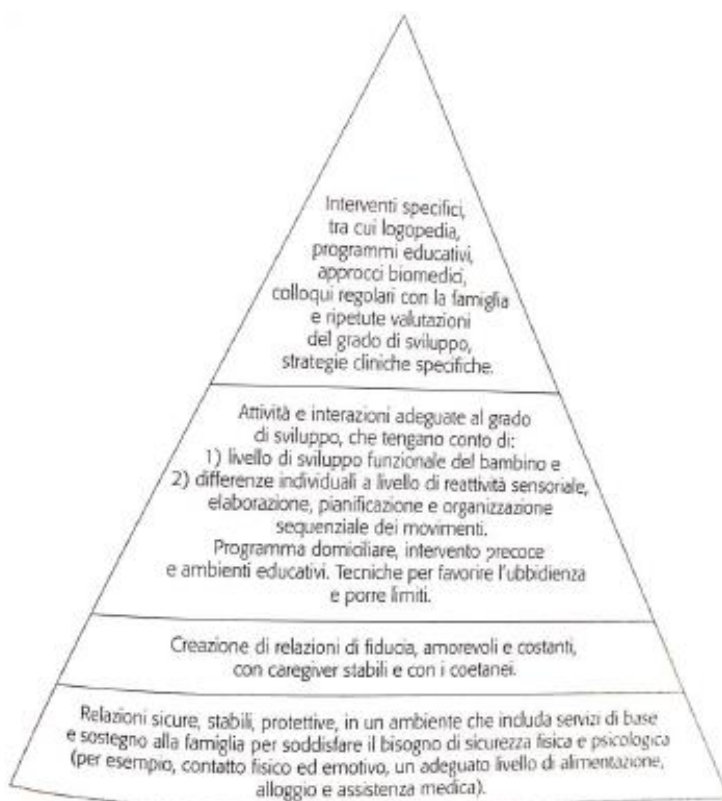 Interventi specifici,
tra cui logopedia,
programmi educativi,
approcci biomedici,
colloqui regolari con la famiglia
e ripetute valutazioni
del grado di sviluppo,
strategie cliniche specifiche.
Attività e interazioni adeguate al grado
di sviluppo, che tengano conto di:
1) livello di sviluppo funzionale del bambino e
2) differenze individuali a livello di reattività sensoriale,
elaborazione, pianificazione e organizzazione
sequenziale dei movimenti.
Programma domiciliare, intervento precoce
e ambienti educativi. Tecniche per favorire l'ubbidienza
e porre limiti.
Creazione di relazioni di fiducia, amorevoli e costanti,
con caregiver stabili e con i coetanei.
Relazioni sicure, stabili, protettive, in un ambiente che includa servizi di base
e sostegno alla famiglia per soddisfare il bisogno di sicurezza fisica e psicologica
(per esempio, contatto fisico ed emotivo, un adeguato livello di alimentazione,
alloggio e assistenza medica).